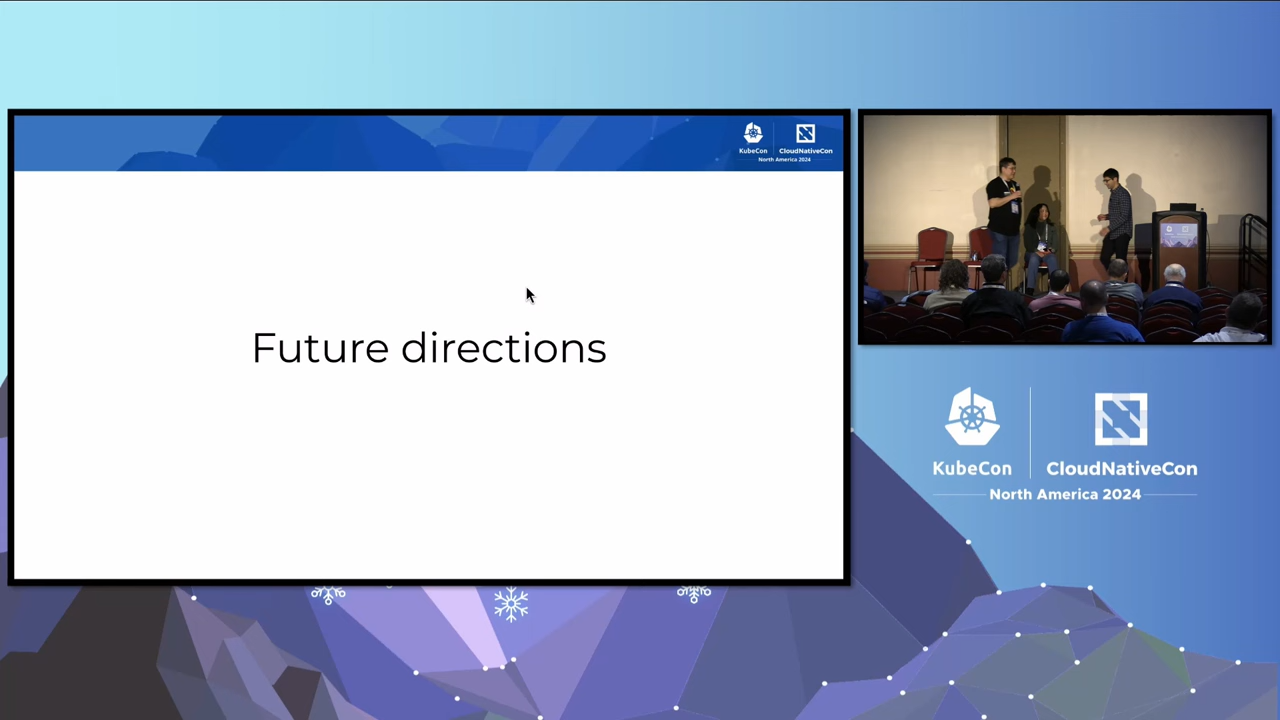 KubeCon
CloudNativeCon
North America 2024
Future directions
KubeCon
CloudNativeCon
North America 2024